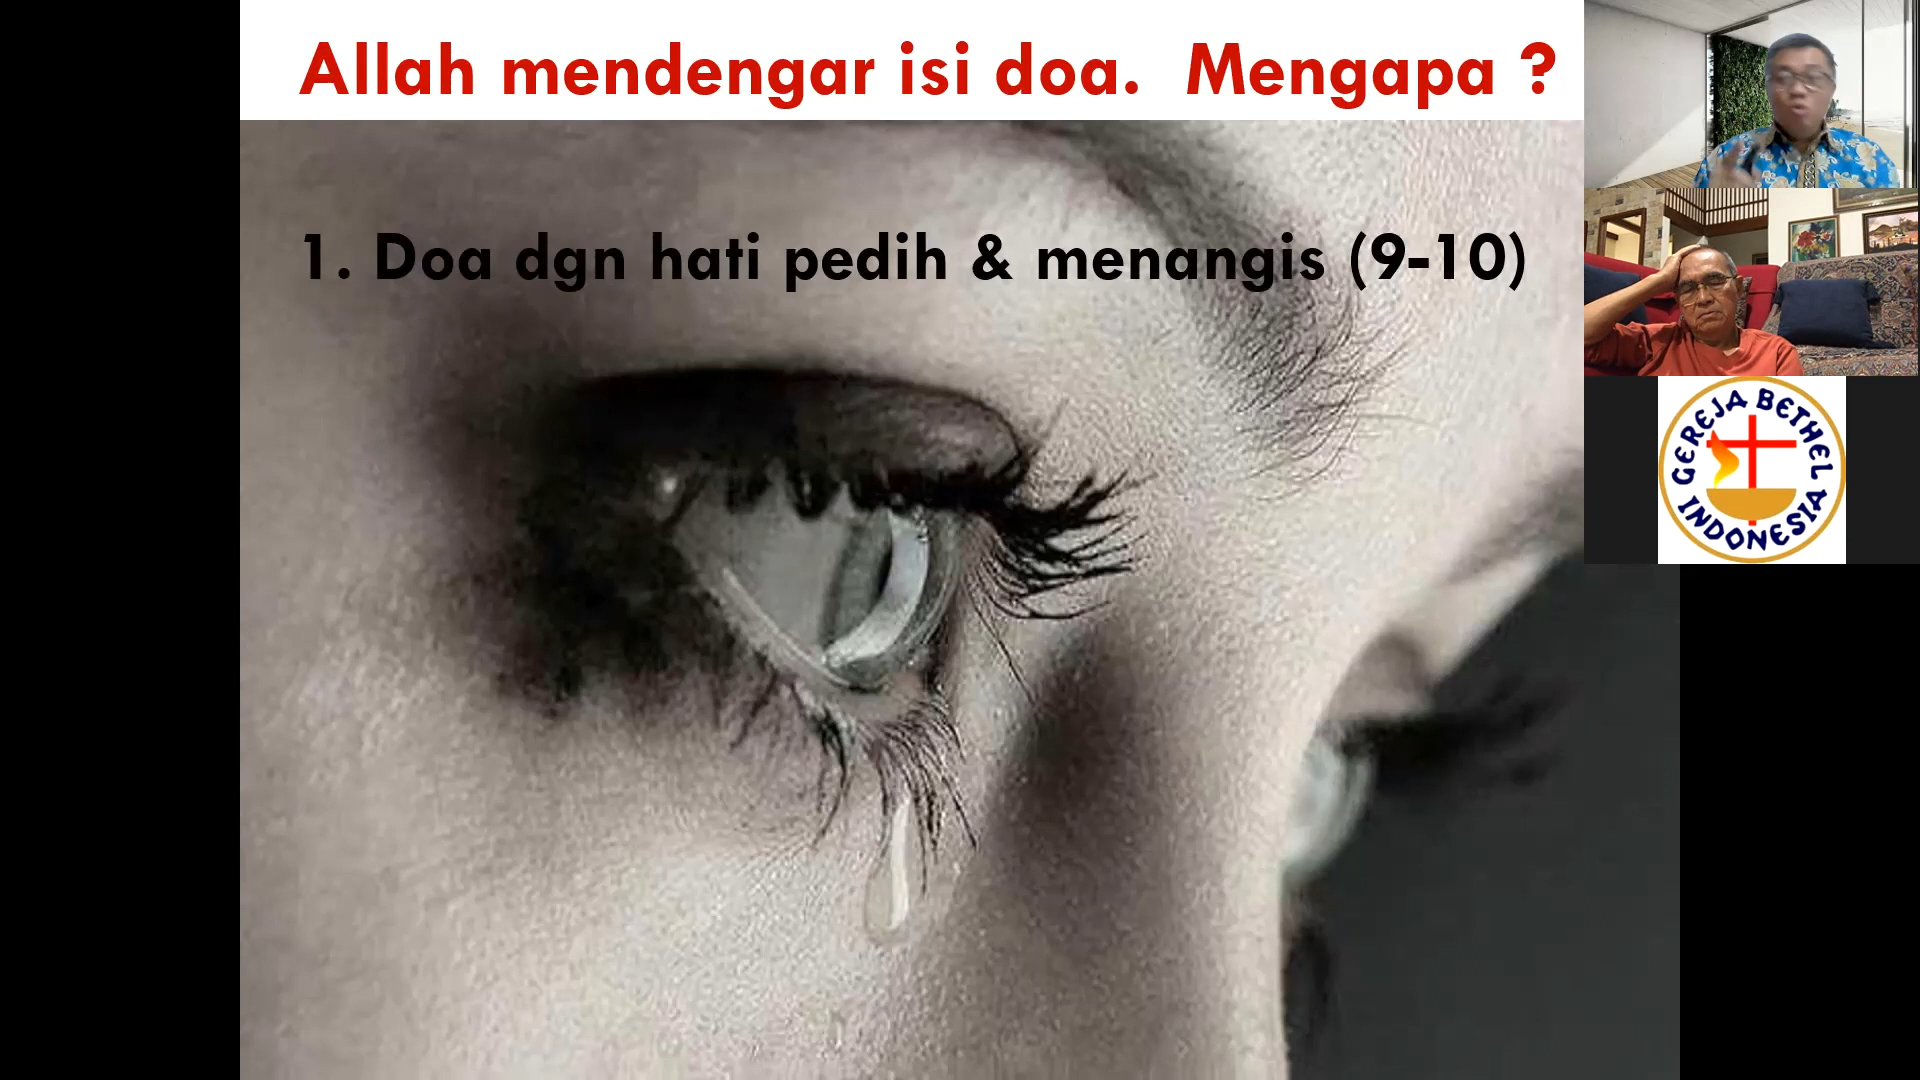 Allah mendengar isi doa. Mengapa ?
1. Doa dgn hati pedih & menangis (9-10)
GEREJA BETHEL
INDONESIA